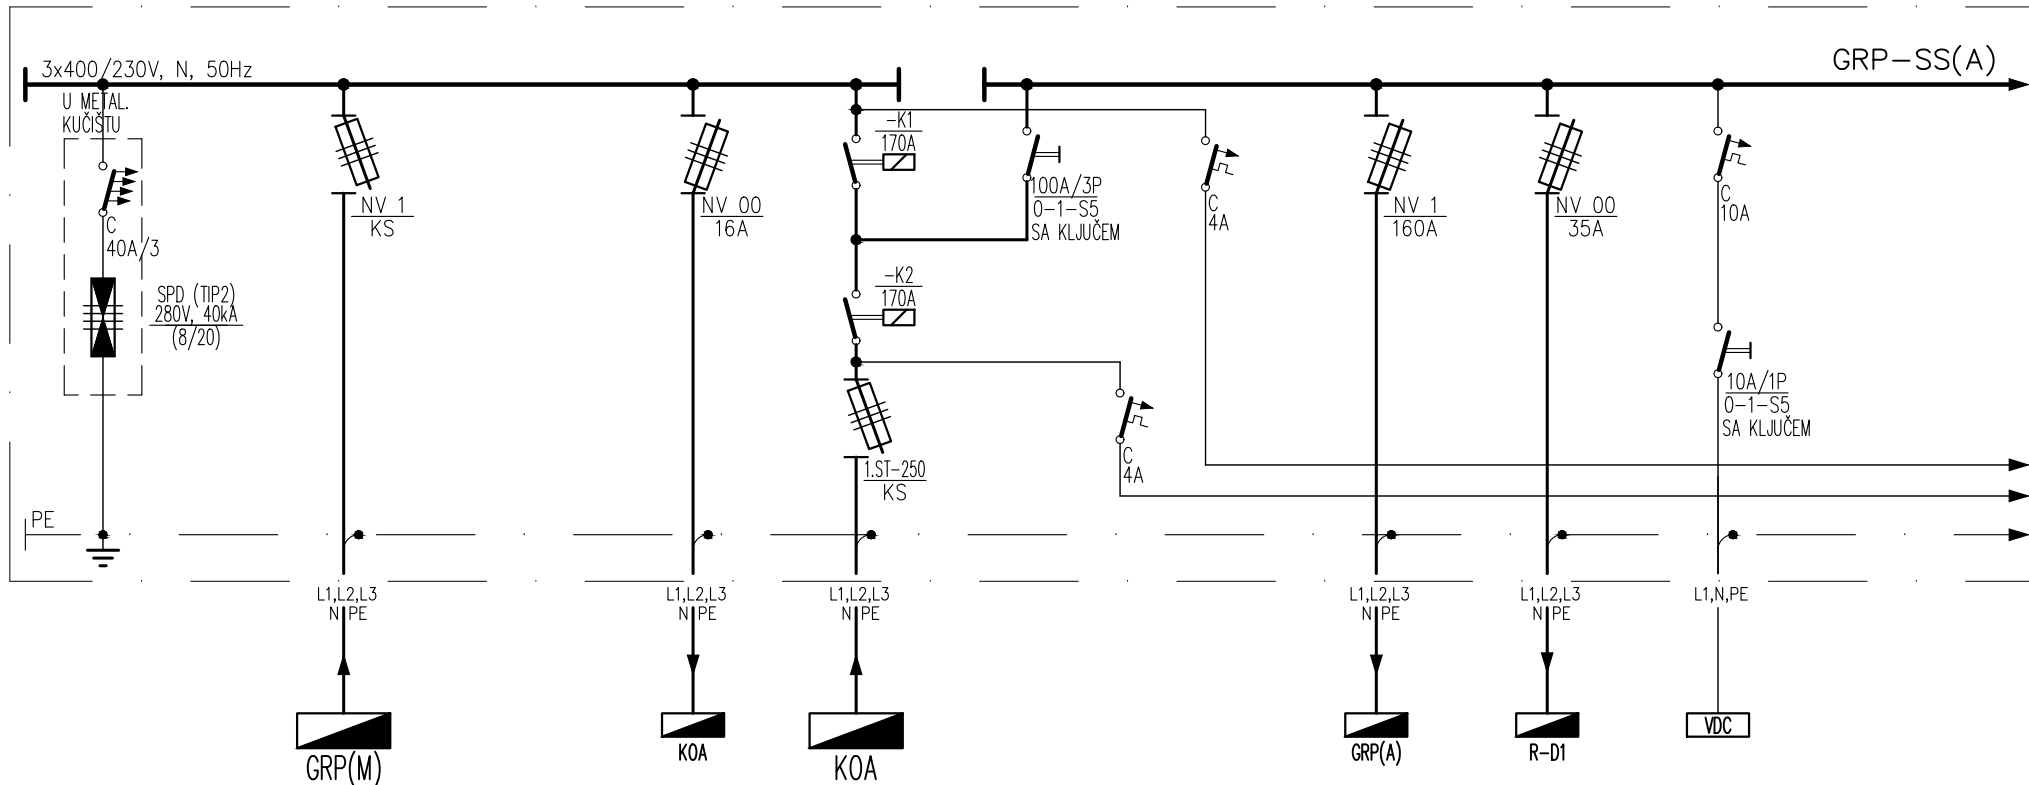 3x400/230V, N, 50Hz
GRP-SS(A)
U METAL.
KUČIŠTU
C
40A/3
SPD (TIP2)
280V, 40kA
(8/20)
NV 1
KS
NV 00
16A
-K1
170A
100A/3P
0-1-S5
SA KLJUČEM
-K2
170A
1.ST-250
KS
C
4A
C
4A
NV 1
160A
NV 00
35A
C
10A
10A/1P
0-1-S5
SA KLJUČEM
PE
L1,L2,L3
N PE
L1,L2,L3
N PE
L1,L2,L3
N PE
L1,L2,L3
N PE
L1,L2,L3
N PE
L1,N,PE
GRP(M)
KOA
KOA
GRP(A)
R-D1
VDC